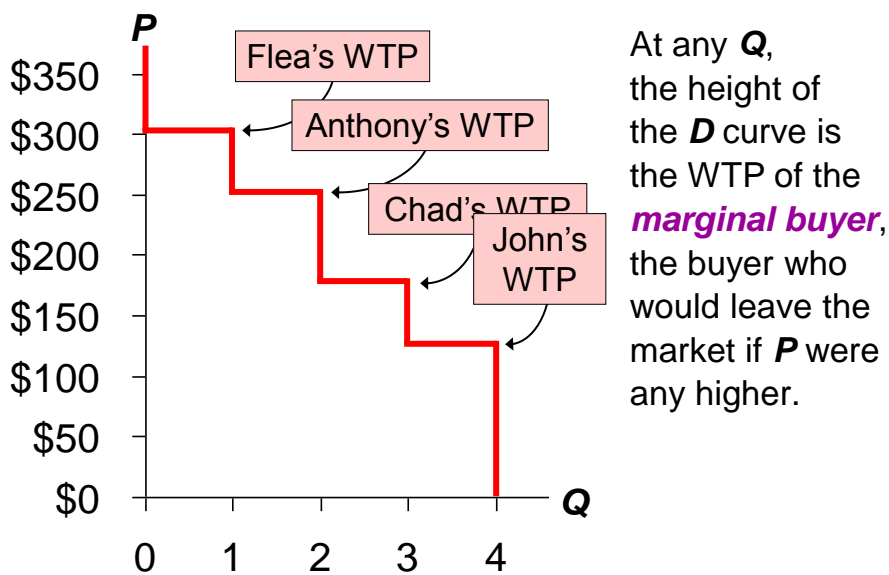 P
$350
$300
$250
$200
$150
$100
$50
$0
0 1 2 3 4
Q
Flea’s WTP
Anthony’s WTP
Chad’s WTP
John’s
WTP
At any Q,
the height of
the D curve is
the WTP of the
marginal buyer,
the buyer who
would leave the
market if P were
any higher.